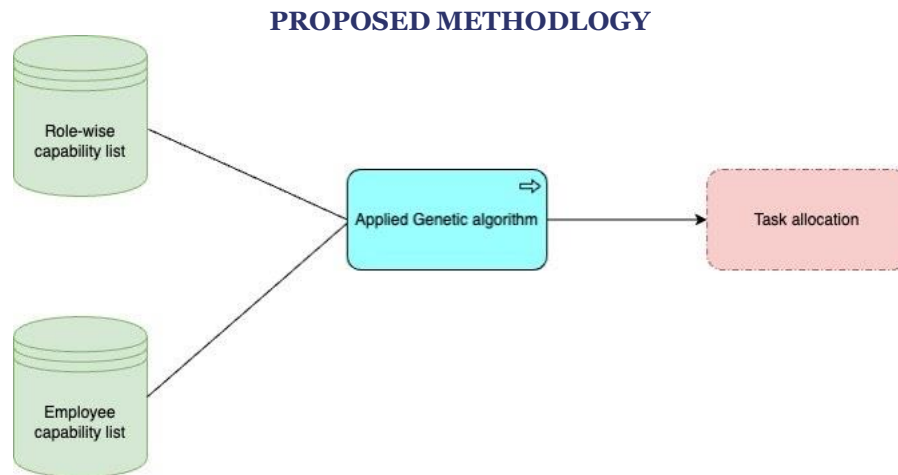 PROPOSED METHODLOGY
Role-wise
capability list
Applied Genetic algorithm
Task allocation
Employee
capability list